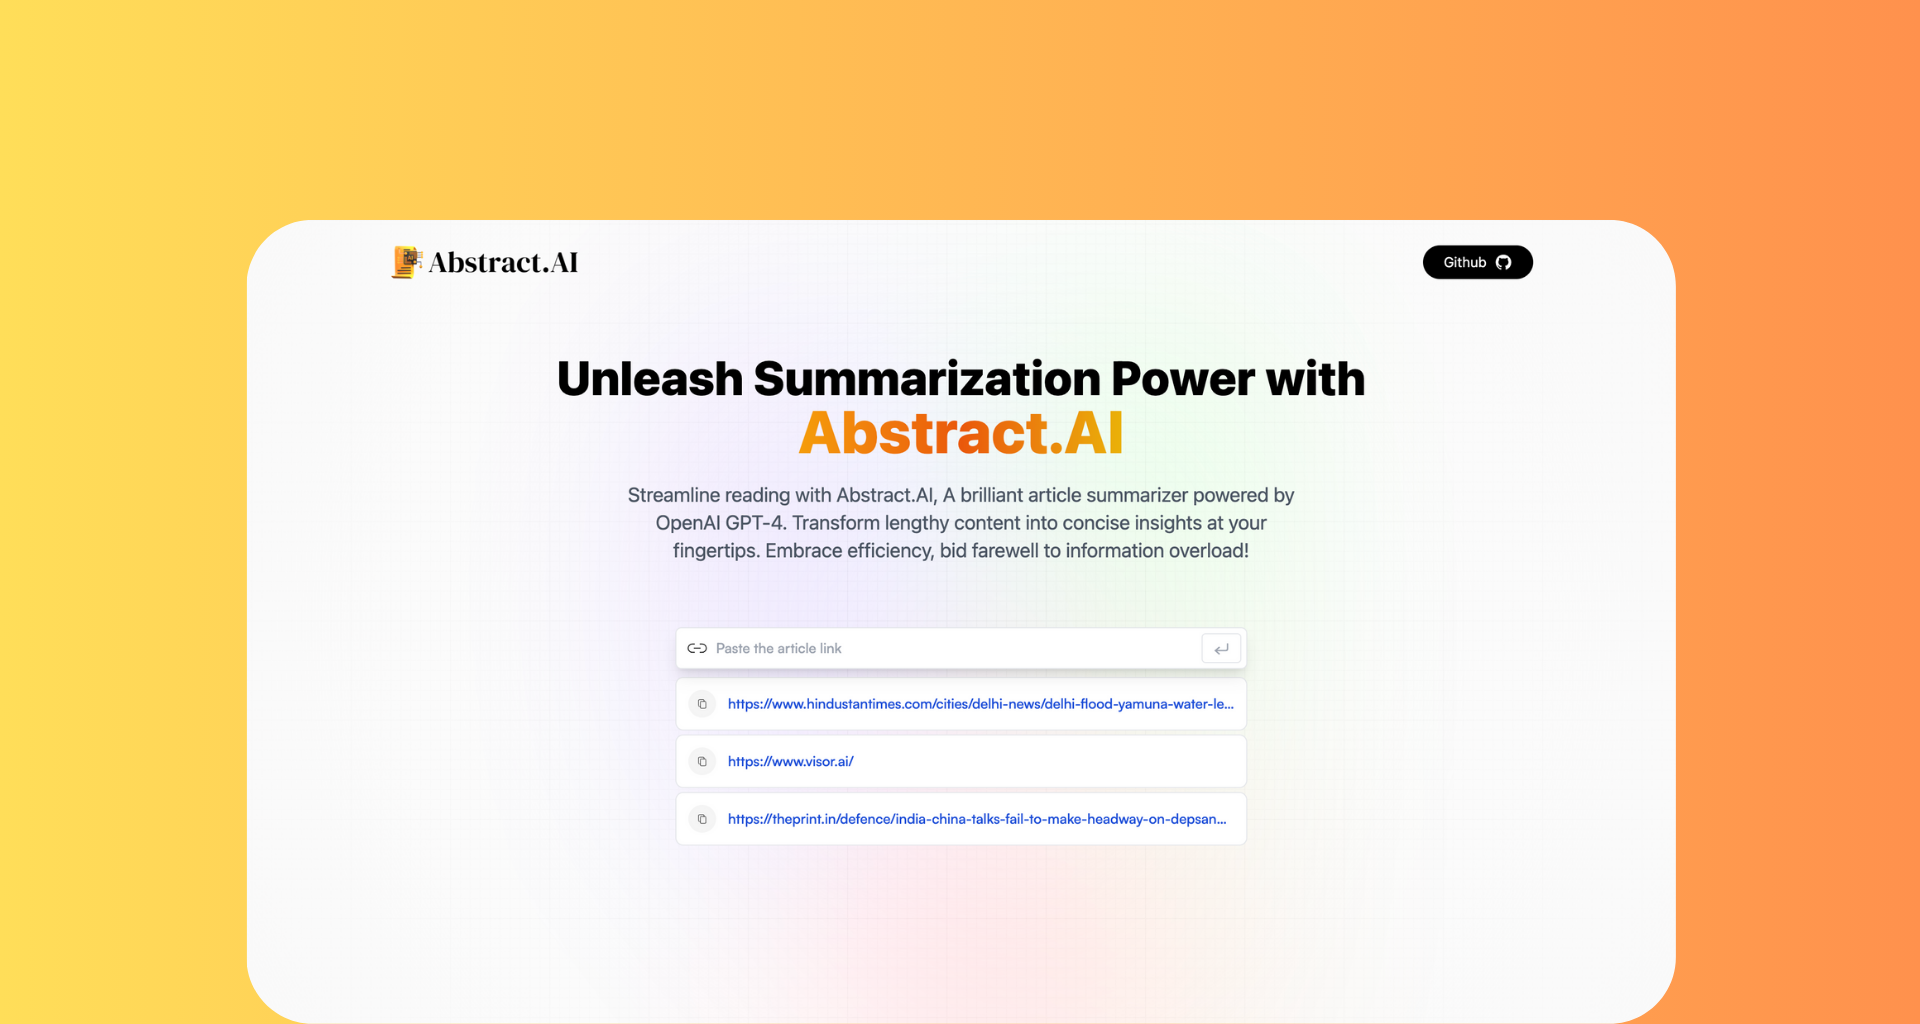 Abstract.AI
Github
Unleash Summarization Power with
Abstract.AI
Streamline reading with Abstract.AI, A brilliant article summarizer powered by
OpenAI GPT-4. Transform lengthy content into concise insights at your
fingertips. Embrace efficiency, bid farewell to information overload!
Paste the article link
https://www.hindustantimes.com/cities/delhi-news/delhi-flood-yamuna-water-le...
https://www.visor.ai/
https://theprint.in/defence/india-china-talks-fail-to-make-headway-on-depsan...